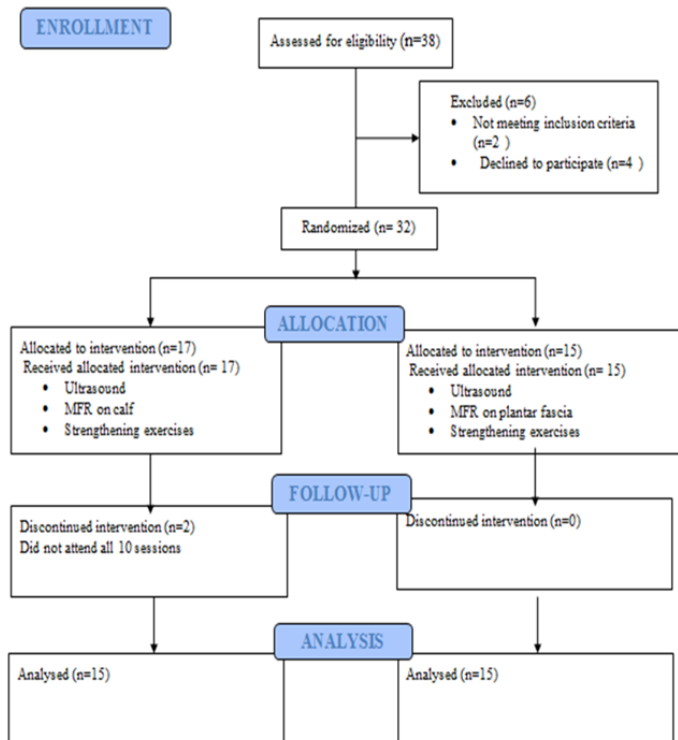 ENROLLMENT
Assessed for eligibility (n=38)
Excluded (n=6)
• Not meeting inclusion criteria
(n=2 )
• Declined to participate (n=4 )
Randomized (n= 32)
ALLOCATION
Allocated to intervention (n=17)
Received allocated intervention (n= 17)
• Ultrasound
• MFR on calf
• Strengthening exercises
Allocated to intervention (n=15)
Received allocated intervention (n= 15)
• Ultrasound
• MFR on plantar fascia
• Strengthening exercises
FOLLOW-UP
Discontinued intervention (n=2)
Did not attend all 10 sessions
Discontinued intervention (n=0)
ANALYSIS
Analysed (n=15)
Analysed (n=15)